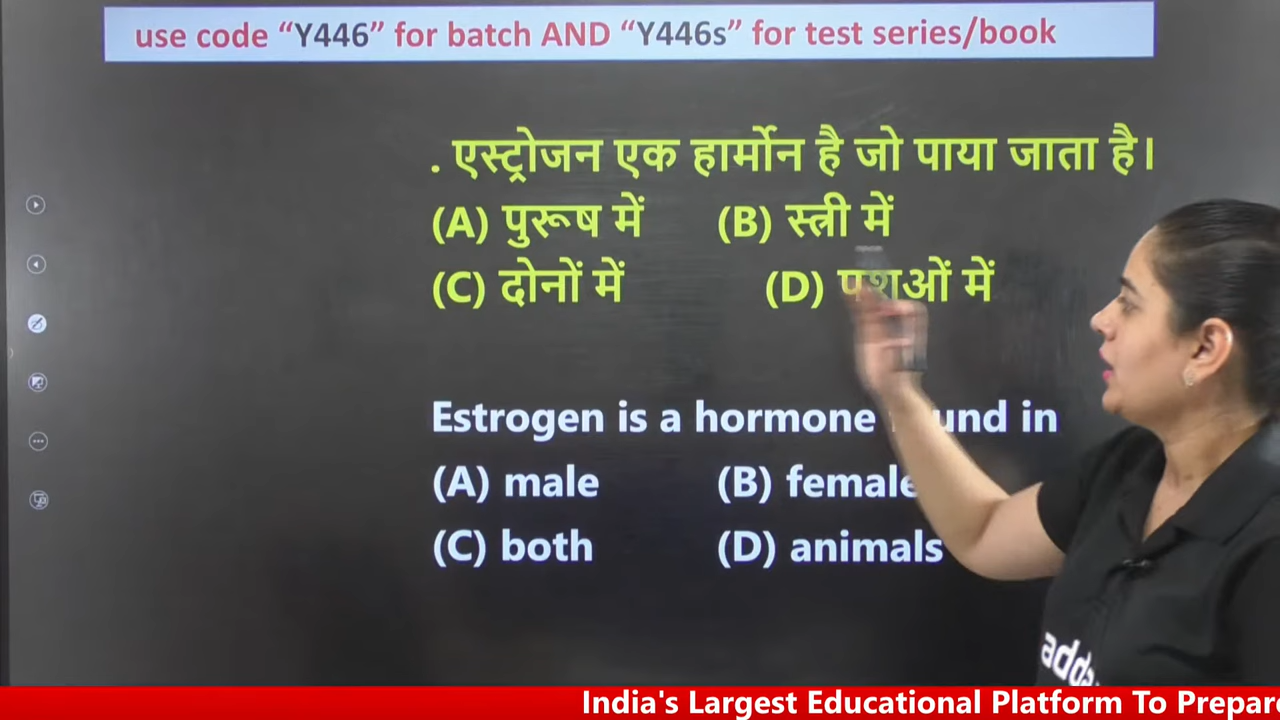 use code “Y446” for batch AND “Y446s” for test series/book
. एस्ट्रोजन एक हार्मोन है जो पाया जाता है।
(A) पुरूष में (B) स्त्री में
(C) दोनों में (D) में
Estrogen is a hormone in
(A) male (B) female
(C) both (D) animals
India's Largest Educational Platform To